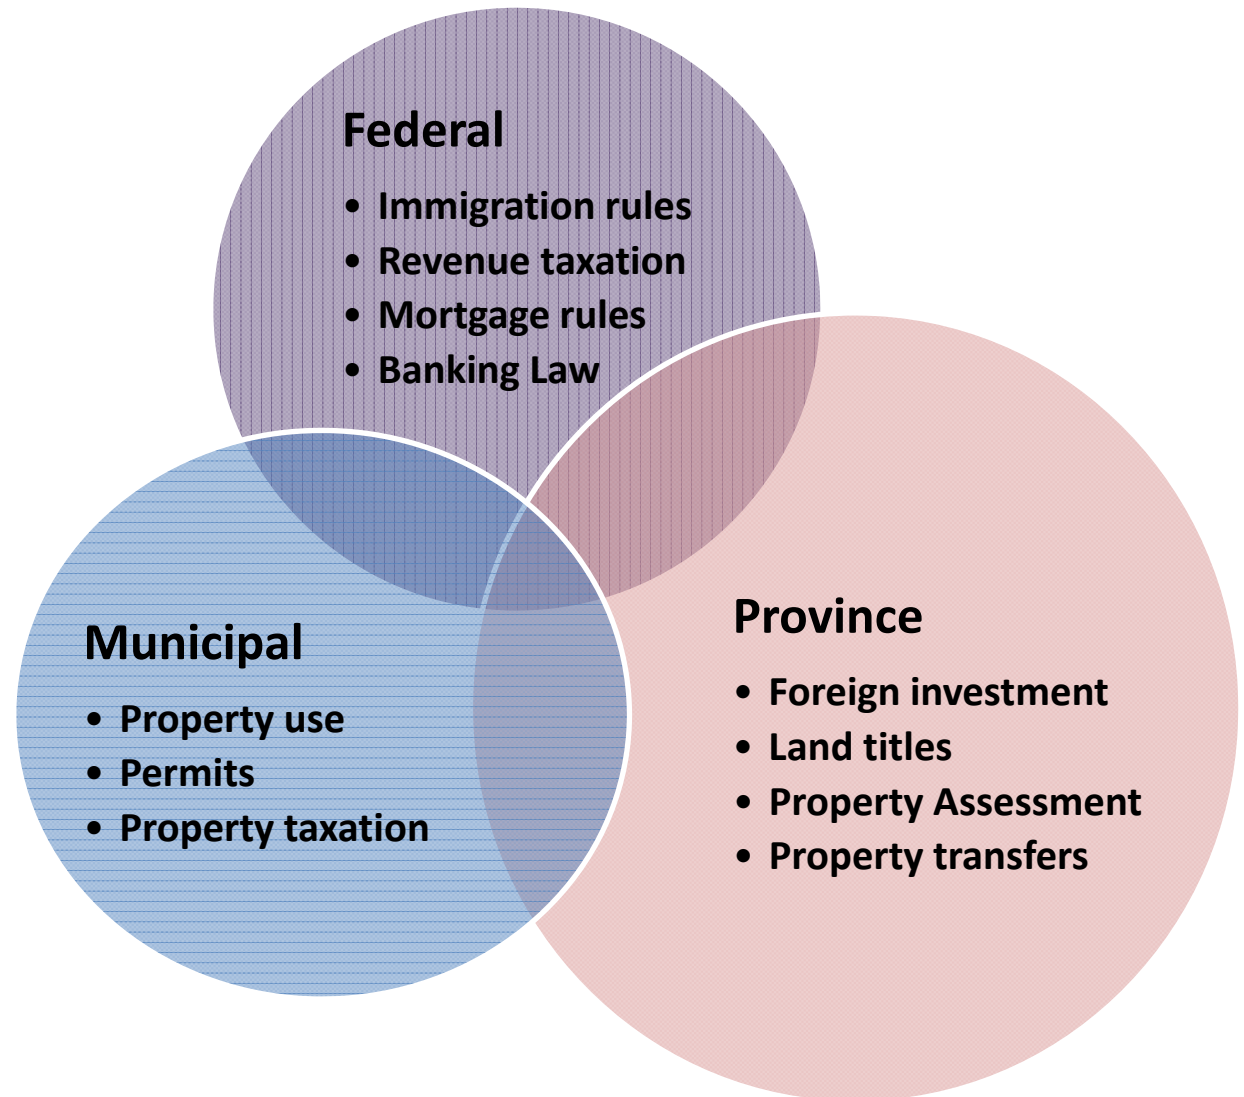 Federal
• Immigration rules
• Revenue taxation
• Mortgage rules
• Banking Law
Municipal
• Property use
• Permits
• Property taxation
Province
• Foreign investment
• Land titles
• Property Assessment
• Property transfers